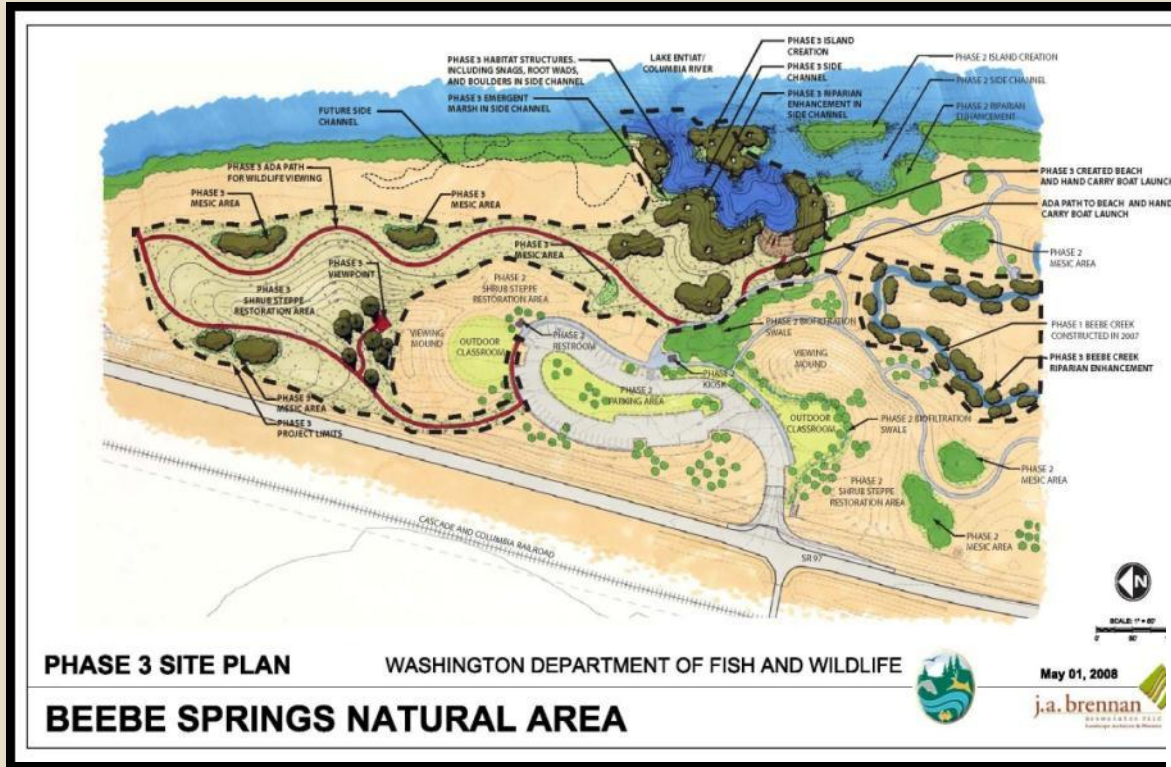 PHASE 3 HABITAT STRUCTURES,
INCLUDING SNAGS, ROOT WADS,
AND BOULDERS IN SIDE CHANNEL
LAKE ENTIAT/
COLUMBIA RIVER
PHASE 3 ISLAND
CREATION
PHASE 3 SIDE
CHANNEL
PHASE 3 RIPARIAN
ENHANCEMENT IN
SIDE CHANNEL
PHASE 2 ISLAND CREATION
PHASE 2 SIDE CHANNEL
PHASE 2 RIPARIAN
ENHANCEMENT
PHASE 3 EMERGENT
MARSH IN SIDE CHANNEL
FUTURE SIDE
CHANNEL
PHASE 3 ADA PATH
FOR WILDLIFE VIEWING
PHASE 3
MESIC AREA
PHASE 3
MESIC AREA
PHASE 3 CREATED BEACH
AND HAND CARRY BOAT LAUNCH
ADA PATH TO BEACH AND HAND
CARRY BOAT LAUNCH
PHASE 3
MESIC AREA
PHASE 2
MESIC AREA
PHASE 3
VIEWPOINT
PHASE 3
SHRUB STEPPE
RESTORATION AREA
PHASE 2
SHRUB STEPPE
RESTORATION AREA
VIEWING
MOUND
OUTDOOR
CLASSROOM
PHASE 2
RESTROOM
PHASE 2 BIOFILTRATION
SWALE
VIEWING
MOUND
PHASE 1 BEEBE CREEK
CONSTRUCTED IN 2007
PHASE 3 BEEBE CREEK
RIPARIAN ENHANCEMENT
PHASE 2
KIOSK
PHASE 2
PARKING AREA
PHASE 3
MESIC AREA
PHASE 3
PROJECT LIMITS
OUTDOOR
CLASSROOM
PHASE 2 BIOFILTRATION
SWALE
PHASE 2
SHRUB STEPPE
RESTORATION AREA
PHASE 2
MESIC AREA
PHASE 2
MESIC AREA
CASCADE AND COLUMBIA RAILROAD
SR 97
N
SCALE: 1" = 80'
0' 80'
PHASE 3 SITE PLAN
WASHINGTON DEPARTMENT OF FISH AND WILDLIFE
May 01, 2008
BEEBE SPRINGS NATURAL AREA
j.a. brennan
associates PLLC
Landscape Architects & Planners